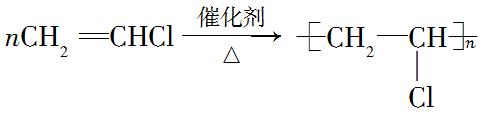 催化剂
nCH₂═CHCl ⟶ ⁅CH₂—CH⁆ₙ
△
Cl